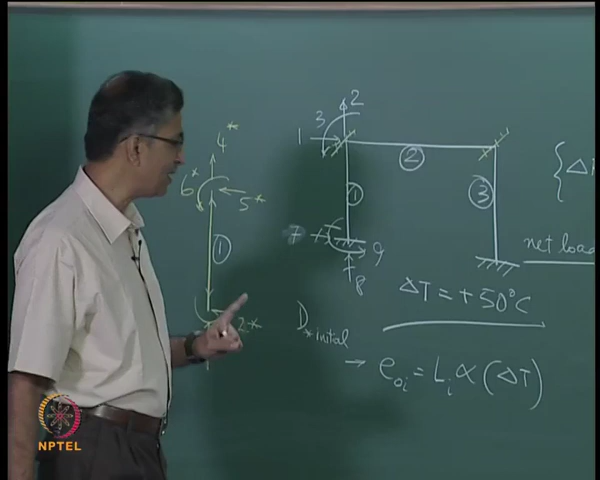 4*
6*
5*
①
2*
2
3
1
②
①
③
7
9
8
{ Δ
net load
ΔT = +50°C
D* inital
→ e₀ᵢ = Lᵢ α (ΔT)
NPTEL